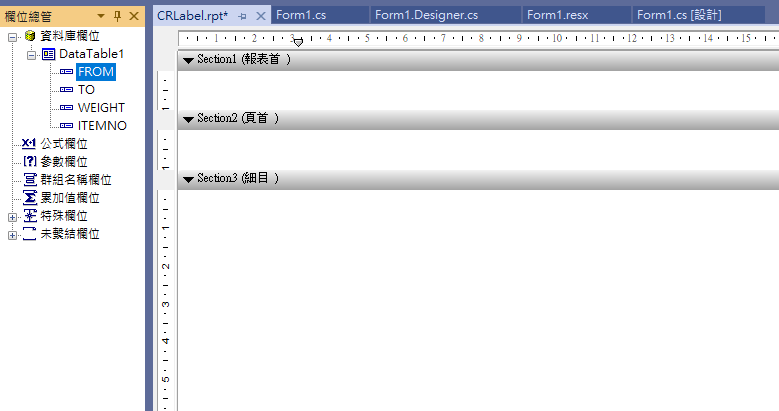 欄位總管
資料庫欄位
DataTable1
FROM
TO
WEIGHT
ITEMNO
公式欄位
參數欄位
群組名稱欄位
累加值欄位
特殊欄位
未繫結欄位
CRLabel.rpt* Form1.cs Form1.Designer.cs Form1.resx Form1.cs [設計]
1 2 3 4 5 6 7 8 9 10 11 12 13 14 15
Section1 (報表首 )
1
Section2 (頁首 )
1
Section3 (細目 )
1
2
3
4
5